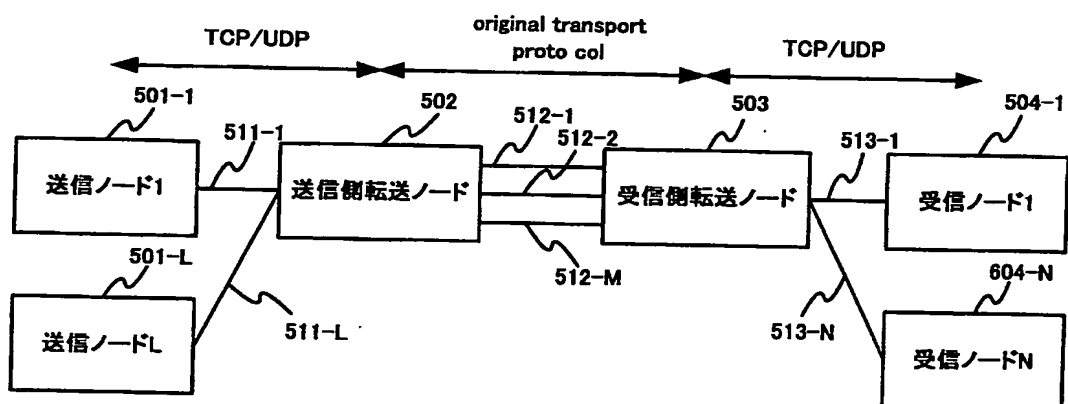 TCP/UDP
original transport
proto col
TCP/UDP
501-1
511-1
502
512-1
512-2
503
513-1
504-1
送信ノード1
送信側転送ノード
受信側転送ノード
受信ノード1
501-L
512-M
604-N
送信ノードL
511-L
513-N
受信ノードN